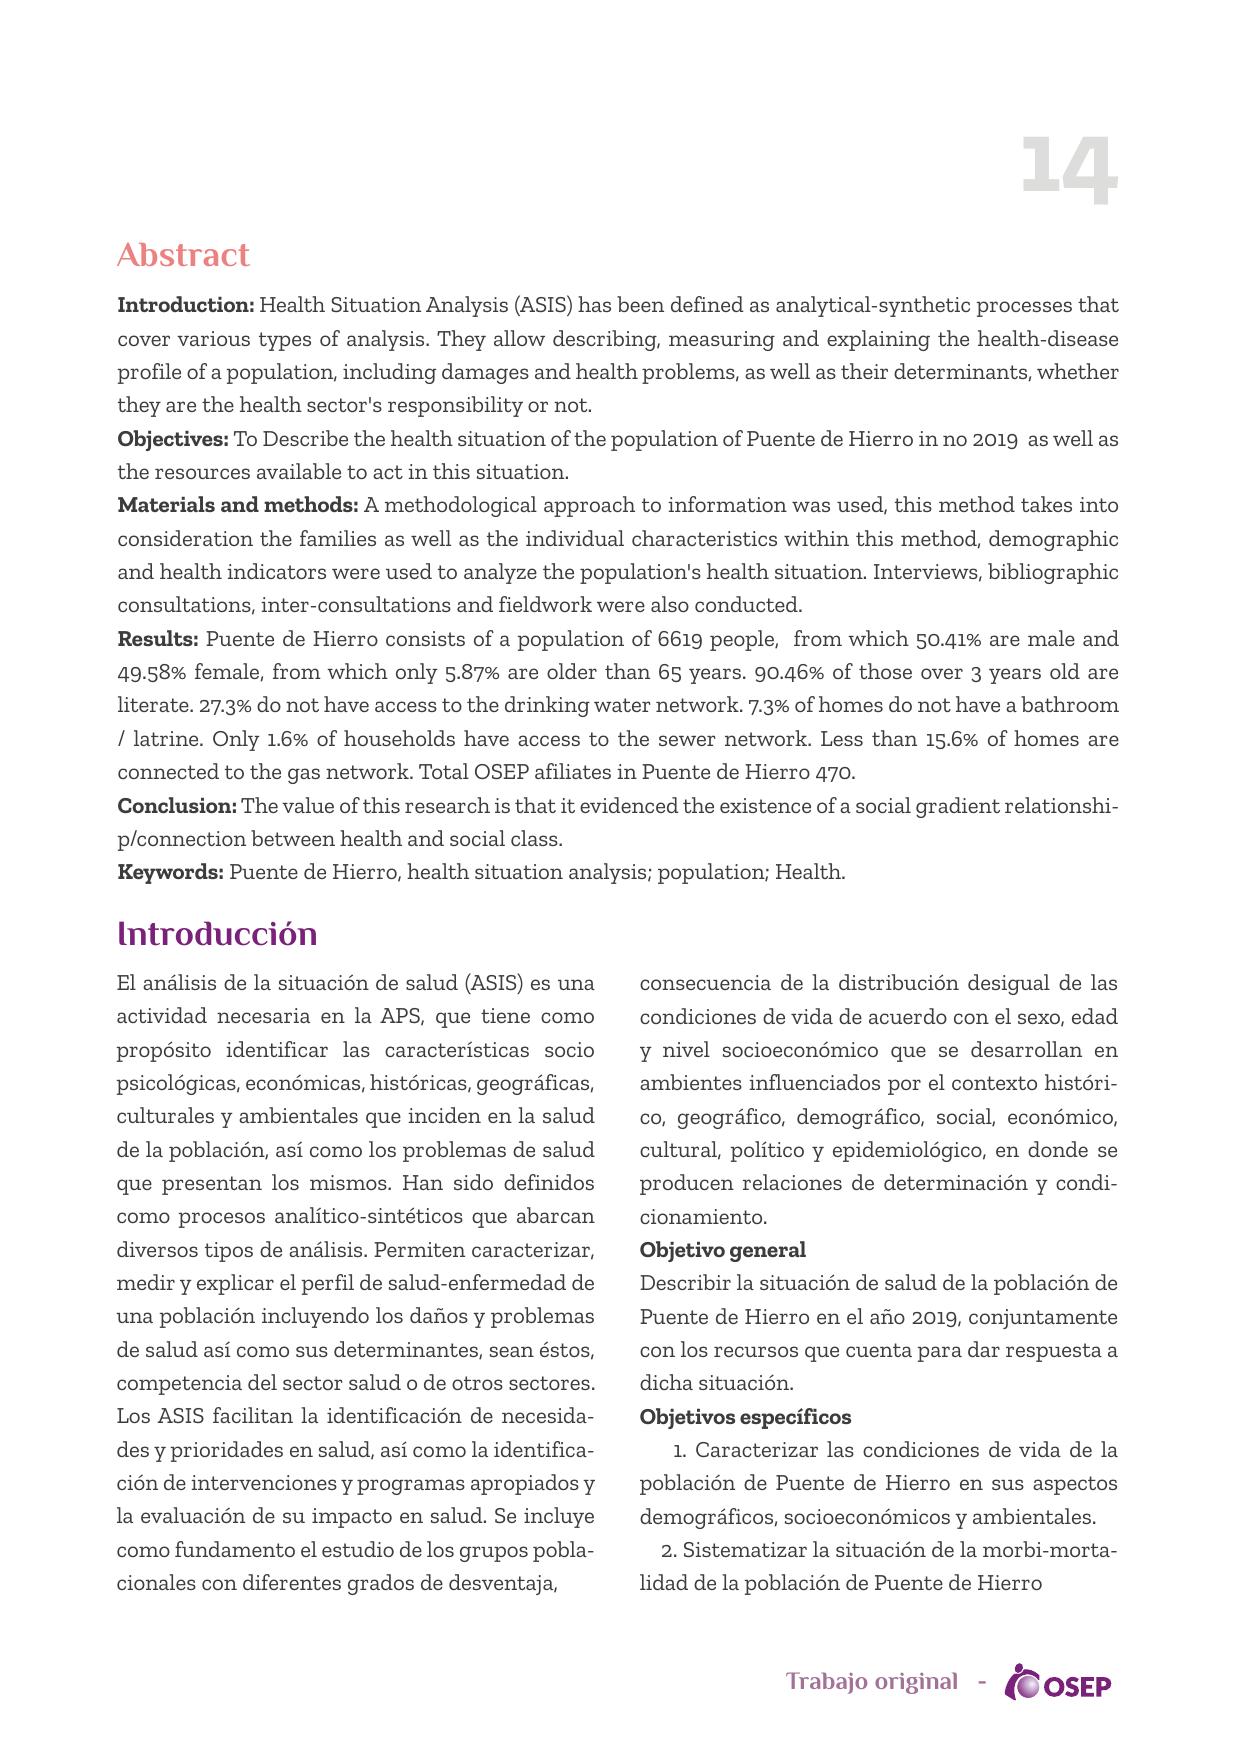 14
Abstract
Introduction: Health Situation Analysis (ASIS) has been defined as analytical-synthetic processes that
cover various types of analysis. They allow describing, measuring and explaining the health-disease
profile of a population, including damages and health problems, as well as their determinants, whether
they are the health sector's responsibility or not.
Objectives: To Describe the health situation of the population of Puente de Hierro in no 2019  as well as
the resources available to act in this situation.
Materials and methods: A methodological approach to information was used, this method takes into
consideration the families as well as the individual characteristics within this method, demographic
and health indicators were used to analyze the population's health situation. Interviews, bibliographic
consultations, inter-consultations and fieldwork were also conducted.
Results: Puente de Hierro consists of a population of 6619 people,  from which 50.41% are male and
49.58% female, from which only 5.87% are older than 65 years. 90.46% of those over 3 years old are
literate. 27.3% do not have access to the drinking water network. 7.3% of homes do not have a bathroom
/ latrine. Only 1.6% of households have access to the sewer network. Less than 15.6% of homes are
connected to the gas network. Total OSEP afiliates in Puente de Hierro 470.
Conclusion: The value of this research is that it evidenced the existence of a social gradient relationshi-
p/connection between health and social class.
Keywords: Puente de Hierro, health situation analysis; population; Health.
Introducción
El análisis de la situación de salud (ASIS) es una
actividad necesaria en la APS, que tiene como
propósito identificar las características socio
psicológicas, económicas, históricas, geográficas,
culturales y ambientales que inciden en la salud
de la población, así como los problemas de salud
que presentan los mismos. Han sido definidos
como procesos analítico-sintéticos que abarcan
diversos tipos de análisis. Permiten caracterizar,
medir y explicar el perfil de salud-enfermedad de
una población incluyendo los daños y problemas
de salud así como sus determinantes, sean éstos,
competencia del sector salud o de otros sectores.
Los ASIS facilitan la identificación de necesida-
des y prioridades en salud, así como la identifica-
ción de intervenciones y programas apropiados y
la evaluación de su impacto en salud. Se incluye
como fundamento el estudio de los grupos pobla-
cionales con diferentes grados de desventaja,
consecuencia de la distribución desigual de las
condiciones de vida de acuerdo con el sexo, edad
y nivel socioeconómico que se desarrollan en
ambientes influenciados por el contexto históri-
co, geográfico, demográfico, social, económico,
cultural, político y epidemiológico, en donde se
producen relaciones de determinación y condi-
cionamiento.
Objetivo general
Describir la situación de salud de la población de
Puente de Hierro en el año 2019, conjuntamente
con los recursos que cuenta para dar respuesta a
dicha situación.
Objetivos específicos
1. Caracterizar las condiciones de vida de la
población de Puente de Hierro en sus aspectos
demográficos, socioeconómicos y ambientales.
2. Sistematizar la situación de la morbi-morta-
lidad de la población de Puente de Hierro
Trabajo original - OSEP